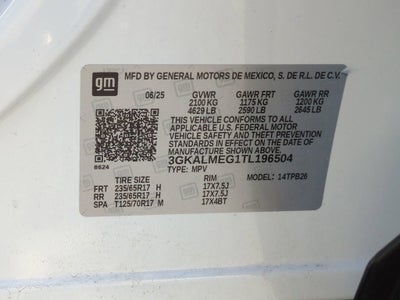 gm
MFD BY GENERAL MOTORS DE MEXICO, S. DE R.L. DE C.V.
06/25 GVWR GAWR FRT GAWR RR
2100 KG 1175 KG 1200 KG
4629 LB 2590 LB 2645 LB
THIS VEHICLE CONFORMS TO ALL APPLICABLE
U.S. FEDERAL MOTOR
VEHICLE SAFETY AND THEFT PREVENTION
STANDARDS IN EFFECT ON THE DATE OF
MANUFACTURE SHOWN ABOVE.
3GKALMEG1TL196504
8624
TYPE: MPV
TIRE SIZE RIM MODEL: 14TPB26
FRT 235/65R17 H 17X7.5J
RR 235/65R17 H 17X7.5J
SPA T125/70R17 M 17X4BT